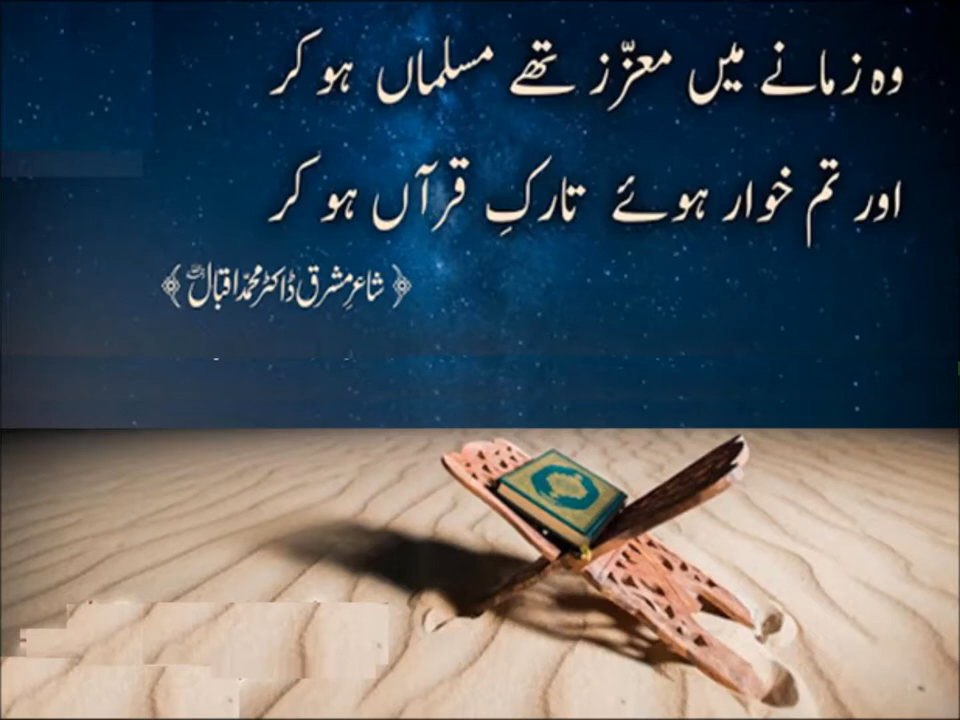 وہ زمانے میں معزّز تھے مسلماں ہو کر
اور تم خوار ہوئے تارکِ قرآں ہو کر
﴿ شاعرِ مشرق ڈاکٹر محمّد اقبال ﴾